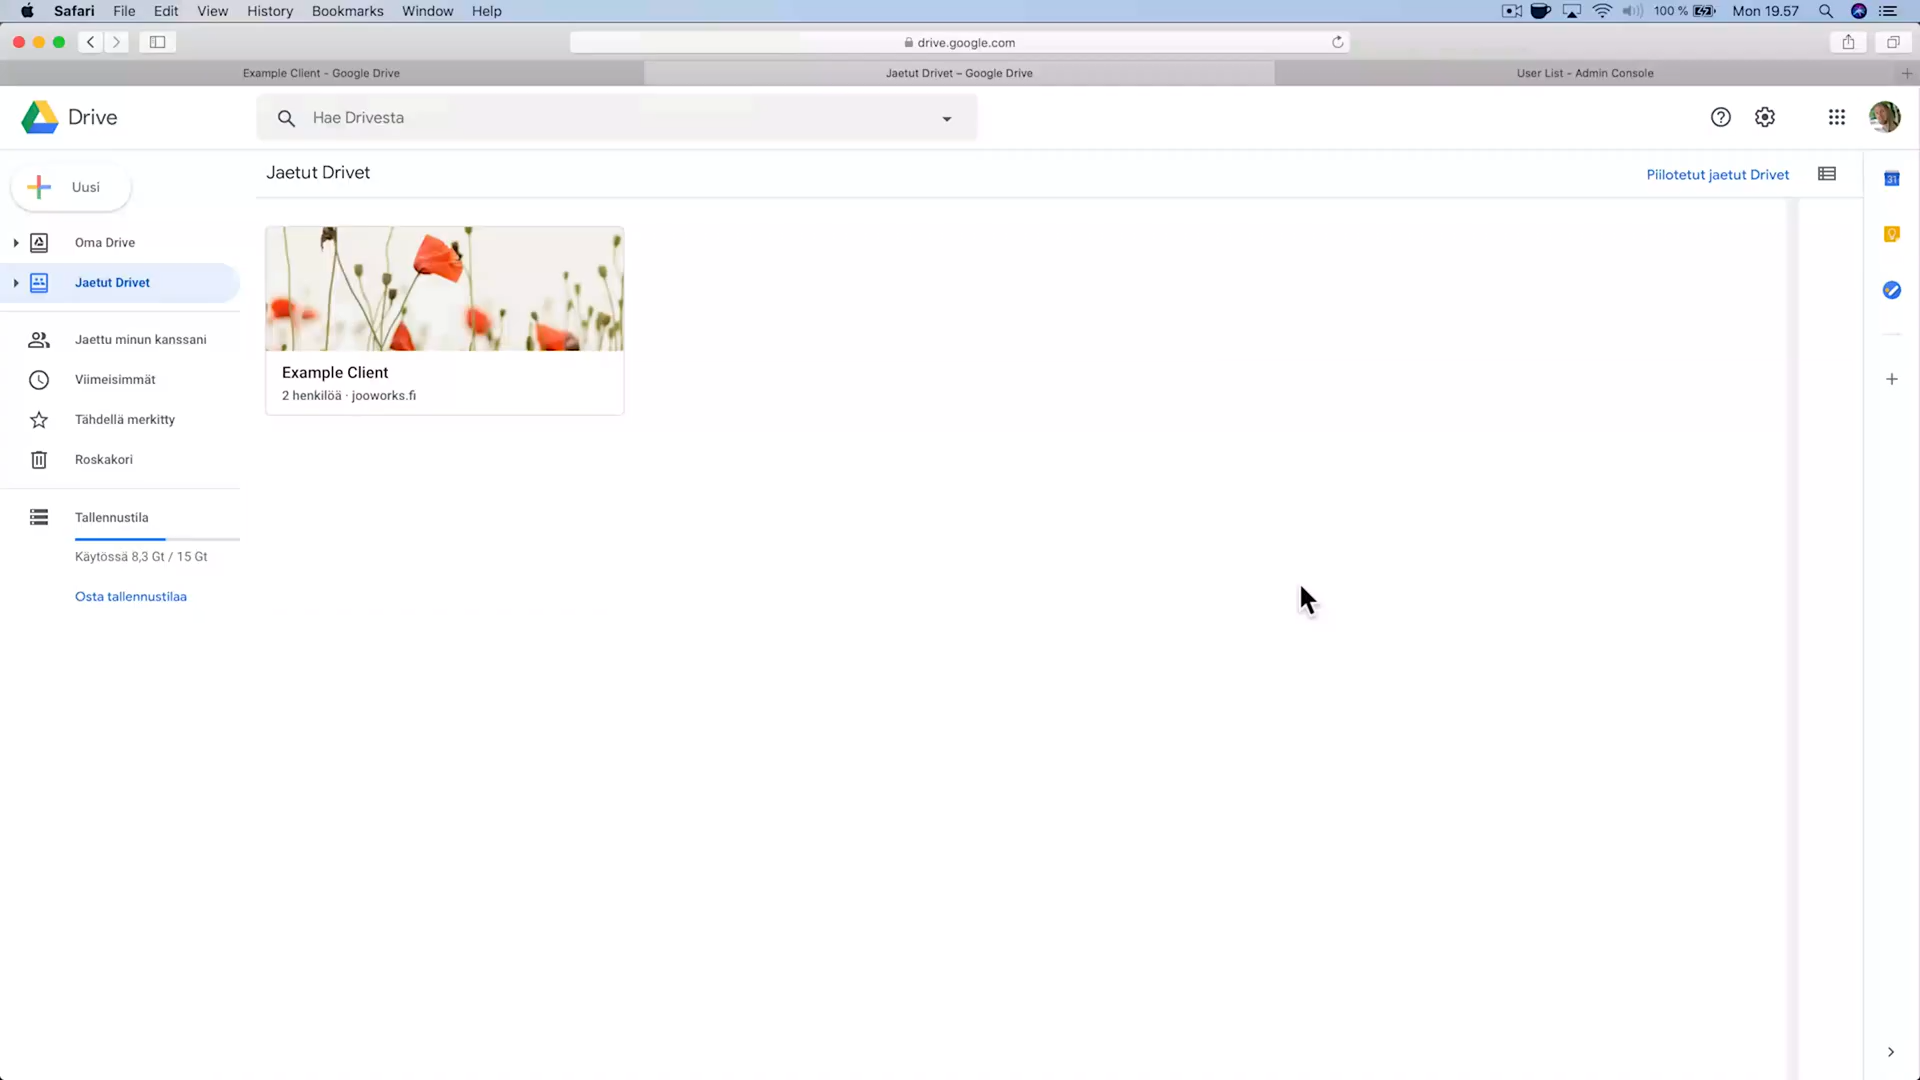 Safari File Edit View History Bookmarks Window Help 100 % Mon 19.57
drive.google.com
Example Client - Google Drive
Jaetut Drivet – Google Drive
User List - Admin Console
Drive
Hae Drivesta
Uusi
Jaetut Drivet
Piilotetut jaetut Drivet
31
Oma Drive
Jaetut Drivet
Jaettu minun kanssani
Viimeisimmät
Tähdellä merkitty
Roskakori
Tallennustila
Käytössä 8,3 Gt / 15 Gt
Osta tallennustilaa
Example Client
2 henkilöä · jooworks.fi